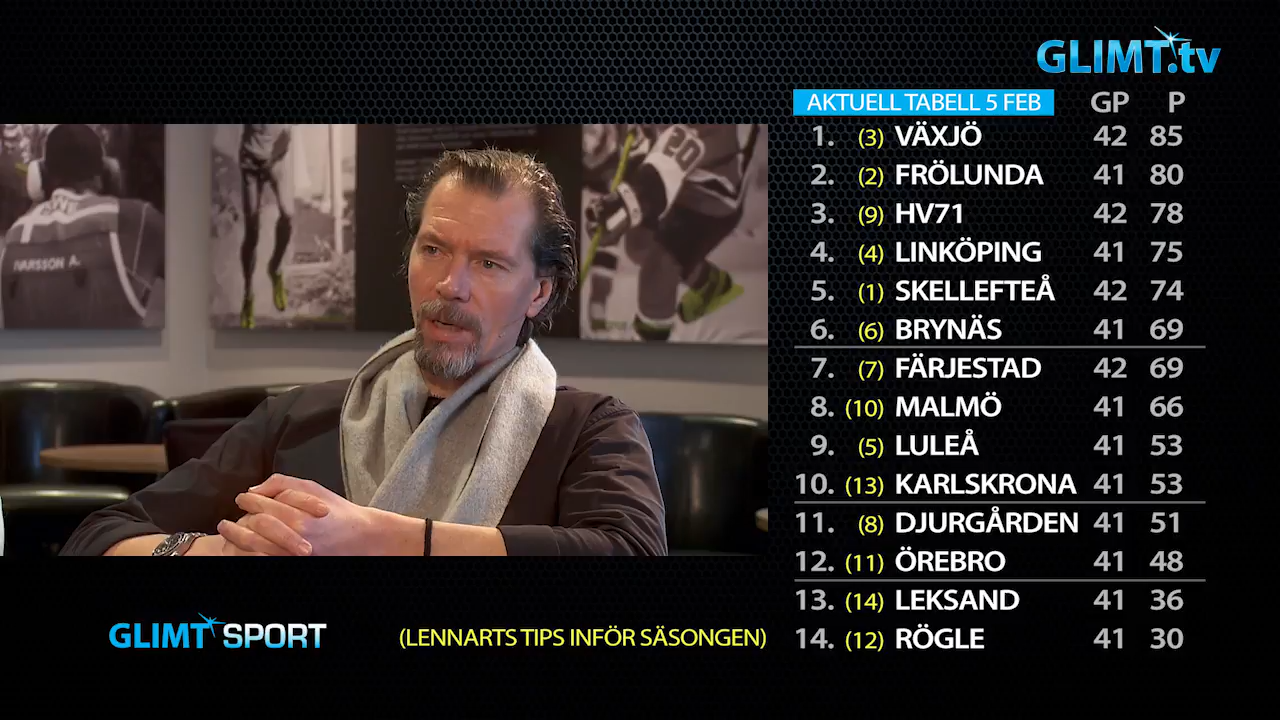 GLIMT.tv
AKTUELL TABELL 5 FEB GP P
1. (3) VÄXJÖ 42 85
2. (2) FRÖLUNDA 41 80
3. (9) HV71 42 78
4. (4) LINKÖPING 41 75
5. (1) SKELLEFTEÅ 42 74
6. (6) BRYNÄS 41 69
7. (7) FÄRJESTAD 42 69
8. (10) MALMÖ 41 66
9. (5) LULEÅ 41 53
10. (13) KARLSKRONA 41 53
11. (8) DJURGÅRDEN 41 51
12. (11) ÖREBRO 41 48
13. (14) LEKSAND 41 36
14. (12) RÖGLE 41 30
IVARSSON A.
20
GLIMT SPORT
(LENNARTS TIPS INFÖR SÄSONGEN)